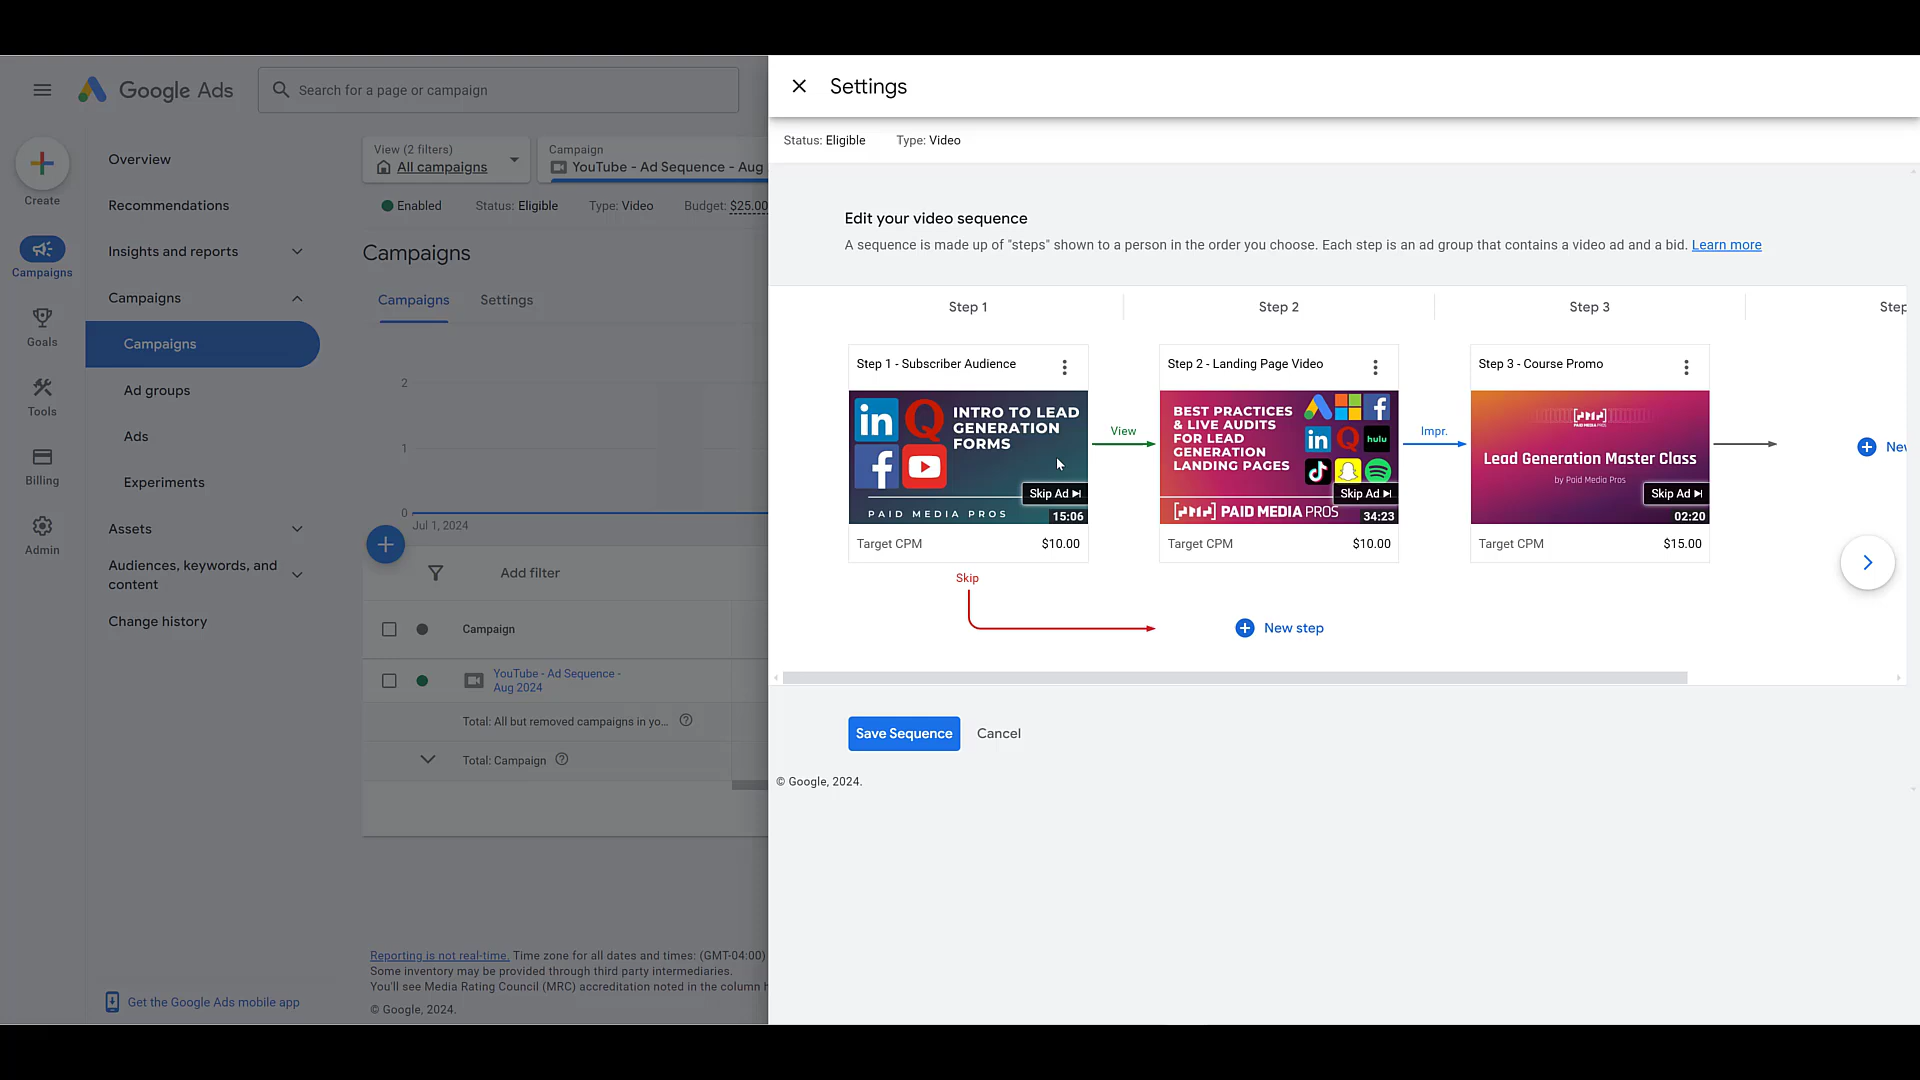 Google Ads
Search for a page or campaign
Create
Campaigns
Goals
Tools
Billing
Admin
Overview
Recommendations
Insights and reports
Campaigns
Campaigns
Ad groups
Ads
Experiments
Assets
Audiences, keywords, and
content
Change history
Get the Google Ads mobile app
View (2 filters)
All campaigns
Campaign
YouTube - Ad Sequence - Aug
Enabled
Status: Eligible
Type: Video
Budget: $25.00
Campaigns
Campaigns
Settings
2
1
0
Jul 1, 2024
Add filter
Campaign
YouTube - Ad Sequence -
Aug 2024
Total: All but removed campaigns in yo...
Total: Campaign
Reporting is not real-time. Time zone for all dates and times: (GMT-04:00)
Some inventory may be provided through third party intermediaries.
You'll see Media Rating Council (MRC) accreditation noted in the column h
© Google, 2024.
Settings
Status: Eligible
Type: Video
Edit your video sequence
A sequence is made up of "steps" shown to a person in the order you choose. Each step is an ad group that contains a video ad and a bid. Learn more
Step 1
Step 2
Step 3
Step
Step 1 - Subscriber Audience
in
Q
f
INTRO TO LEAD
GENERATION
FORMS
Skip Ad
PAID MEDIA PROS
15:06
Target CPM
$10.00
View
Step 2 - Landing Page Video
BEST PRACTICES
& LIVE AUDITS
FOR LEAD
GENERATION
LANDING PAGES
f
in
Q
hulu
Skip Ad
PAID MEDIA PROS
34:23
Target CPM
$10.00
Impr.
Step 3 - Course Promo
PAID MEDIA PROS
Lead Generation Master Class
by Paid Media Pros
Skip Ad
02:20
Target CPM
$15.00
New
Skip
New step
Save Sequence
Cancel
© Google, 2024.